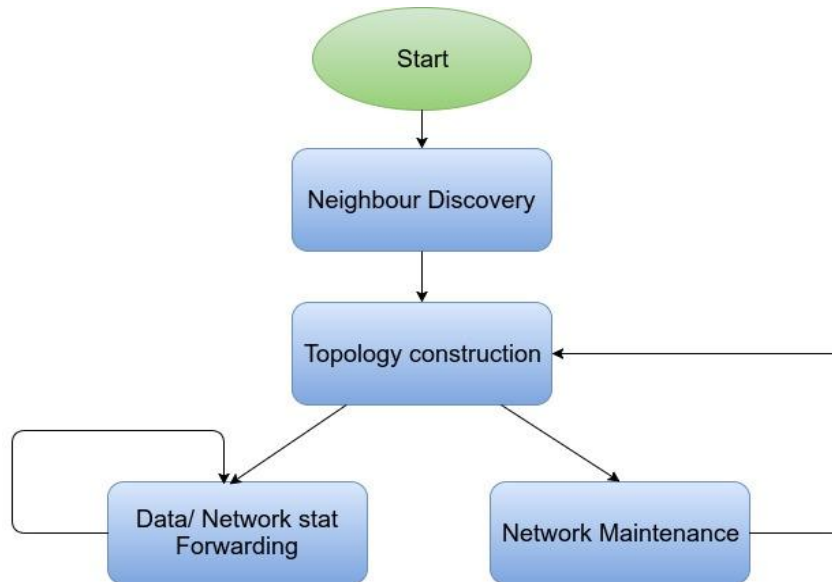 Start
Neighbour Discovery
Topology construction
Data/ Network stat
Forwarding
Network Maintenance